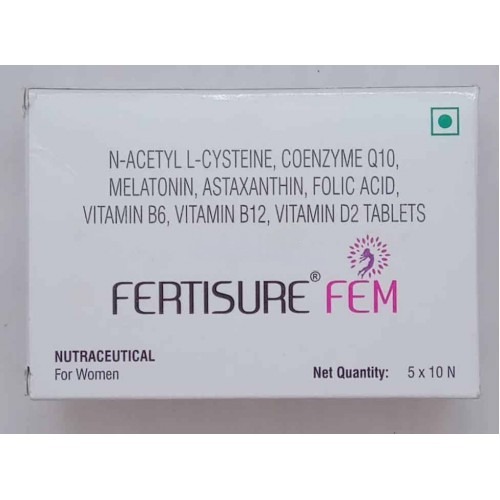 N-ACETYL L-CYSTEINE, COENZYME Q10,
MELATONIN, ASTAXANTHIN, FOLIC ACID,
VITAMIN B6, VITAMIN B12, VITAMIN D2 TABLETS
FERTISURE® FEM
NUTRACEUTICAL
For Women
Net Quantity: 5 x 10 N